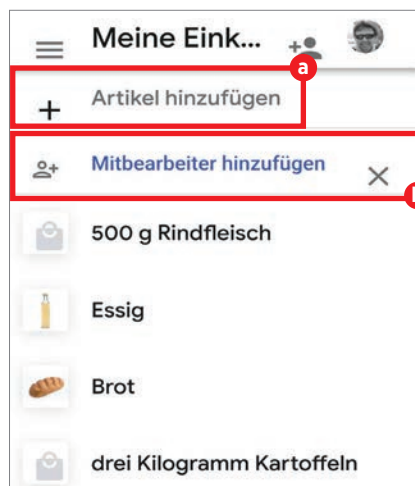 Meine Eink...
a
Artikel hinzufügen
Mitbearbeiter hinzufügen
500 g Rindfleisch
Essig
Brot
drei Kilogramm Kartoffeln